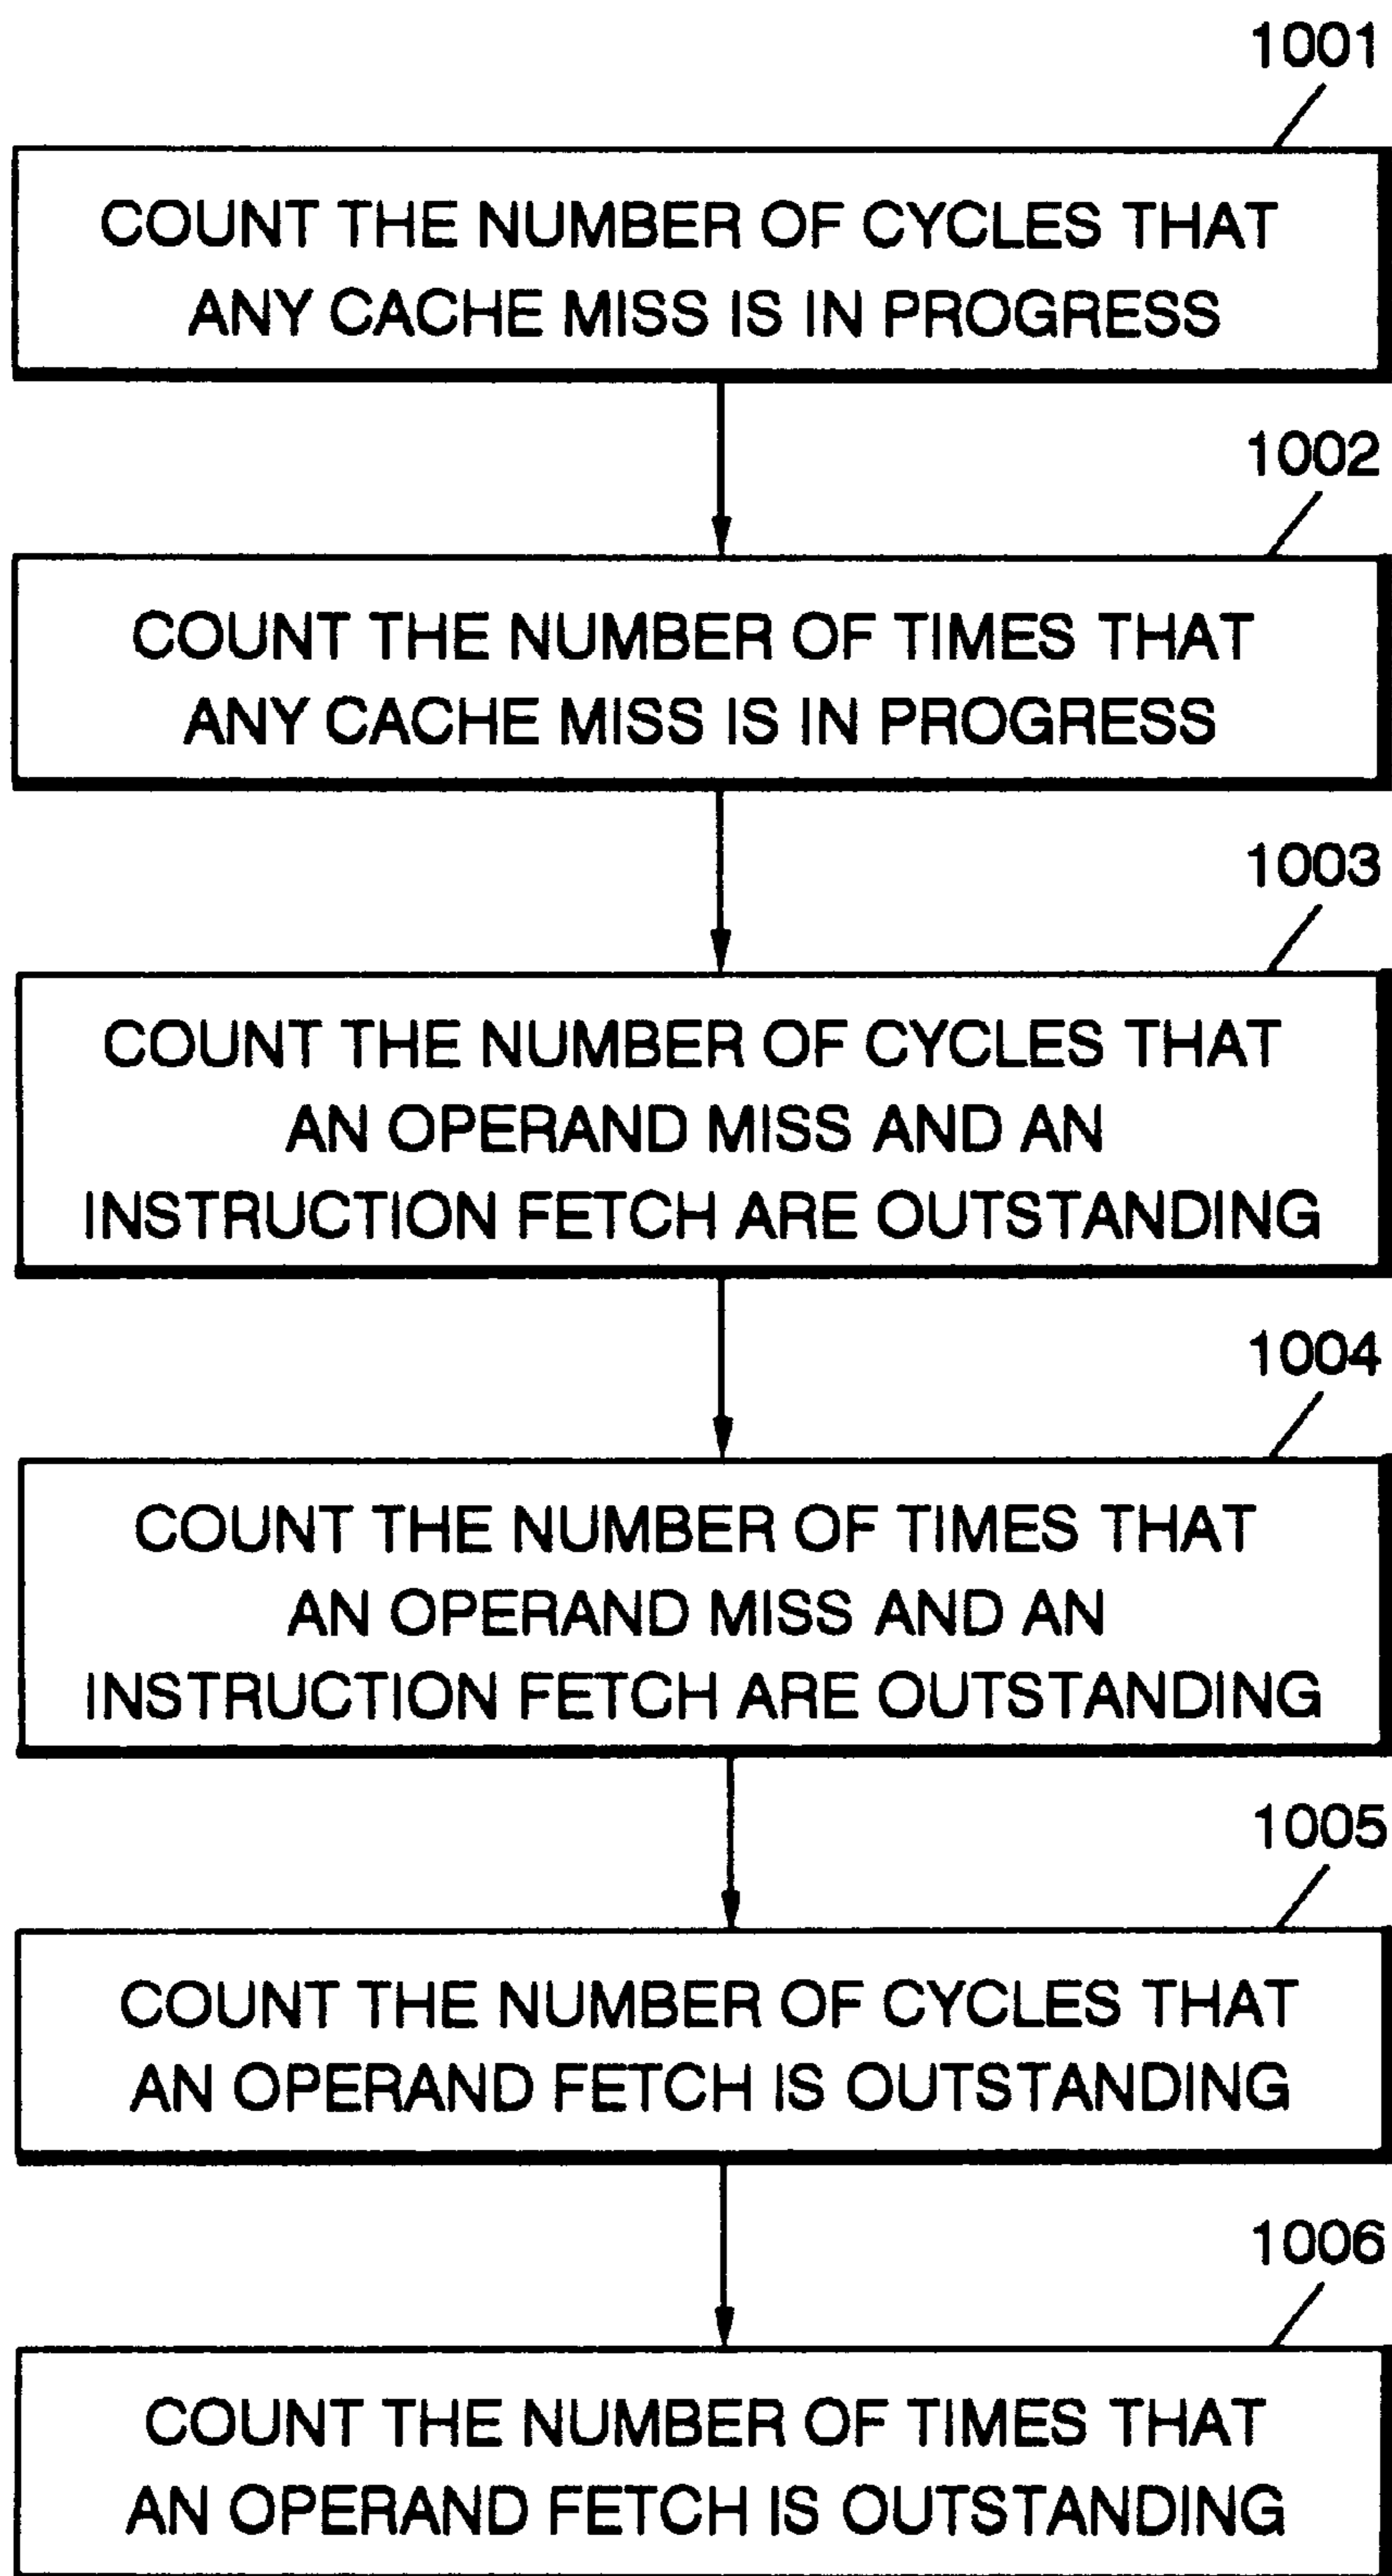 1001
COUNT THE NUMBER OF CYCLES THAT
ANY CACHE MISS IS IN PROGRESS
1002
COUNT THE NUMBER OF TIMES THAT
ANY CACHE MISS IS IN PROGRESS
1003
COUNT THE NUMBER OF CYCLES THAT
AN OPERAND MISS AND AN
INSTRUCTION FETCH ARE OUTSTANDING
1004
COUNT THE NUMBER OF TIMES THAT
AN OPERAND MISS AND AN
INSTRUCTION FETCH ARE OUTSTANDING
1005
COUNT THE NUMBER OF CYCLES THAT
AN OPERAND FETCH IS OUTSTANDING
1006
COUNT THE NUMBER OF TIMES THAT
AN OPERAND FETCH IS OUTSTANDING